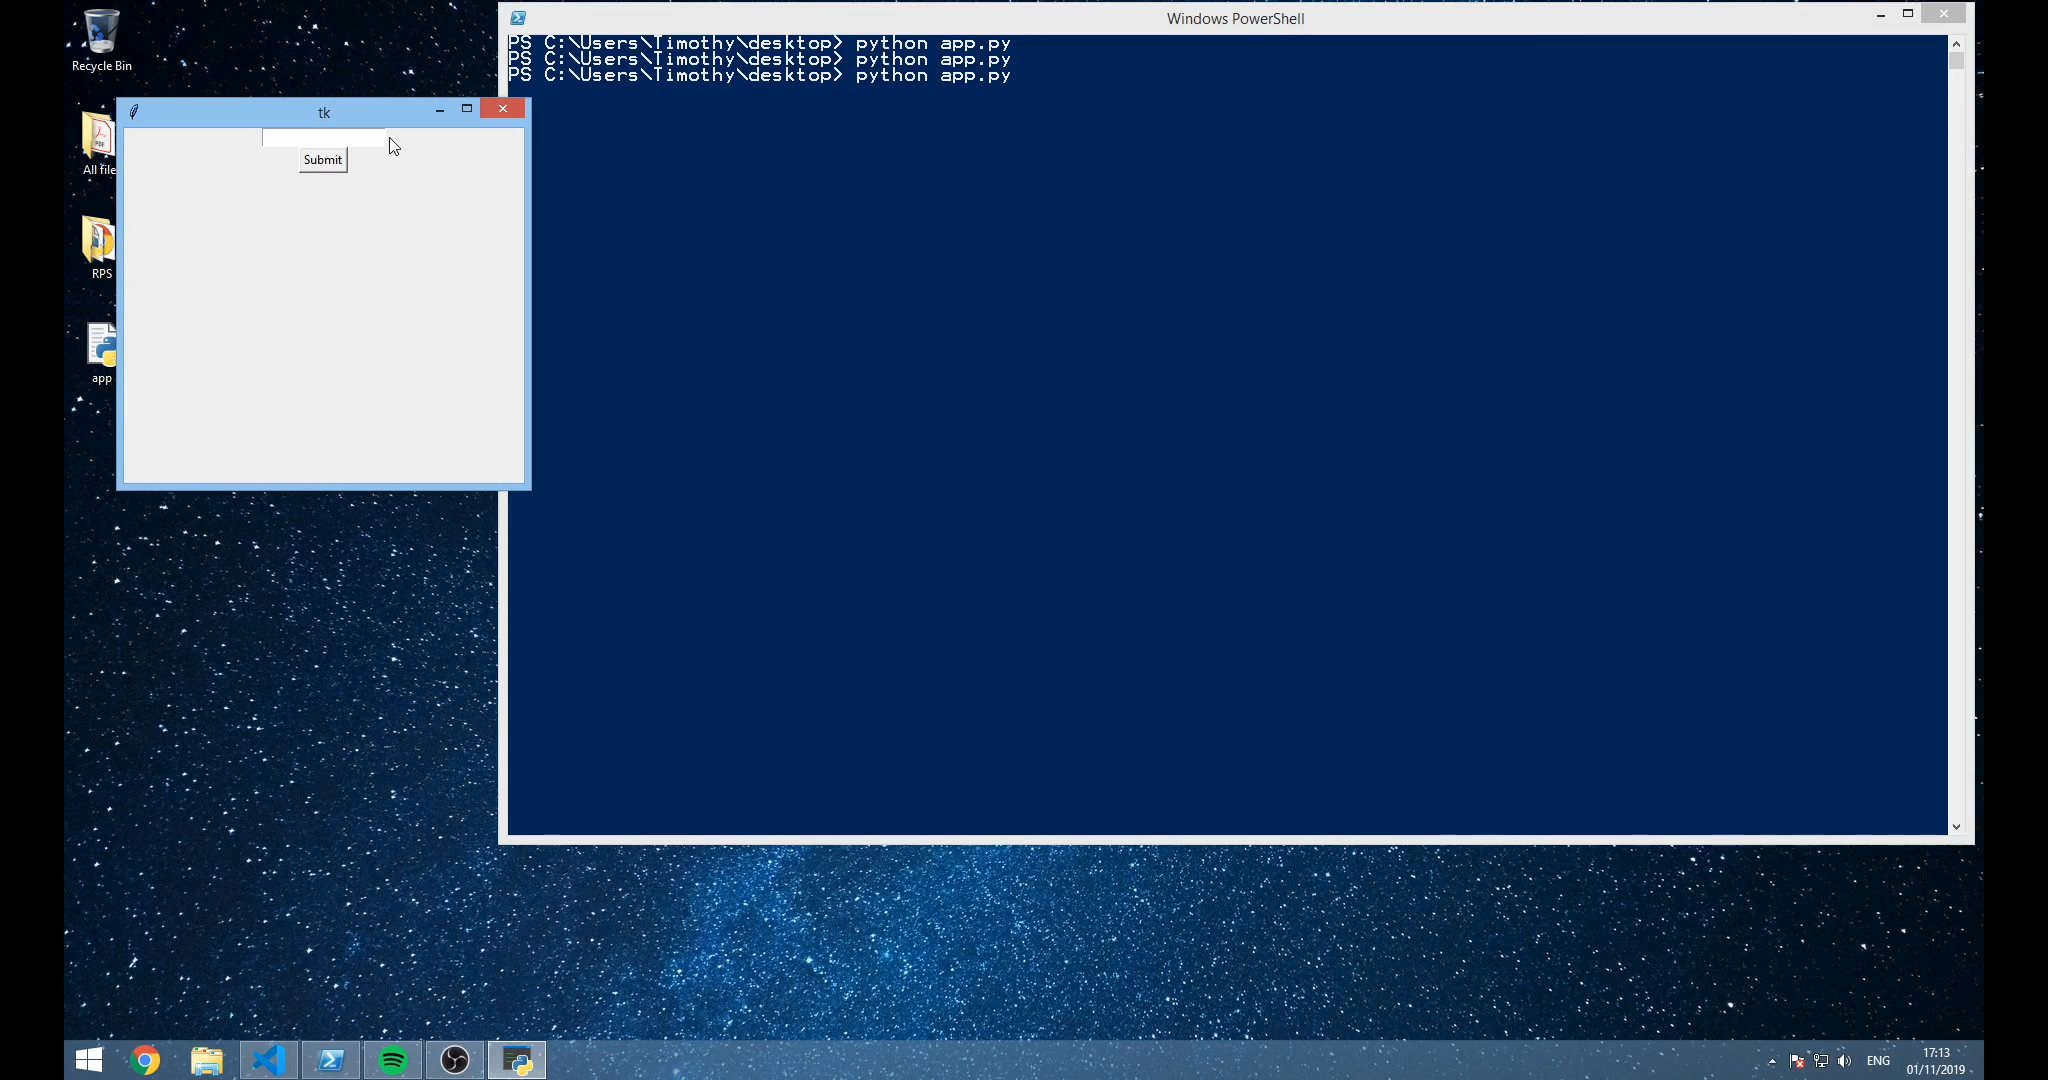 Recycle Bin
Windows PowerShell
PS C:\Users\Timothy\desktop> python app.py
PS C:\Users\Timothy\desktop> python app.py
PS C:\Users\Timothy\desktop> python app.py
tk
Submit
PDF
All file
RPS
app
ENG
17:13
01/11/2019